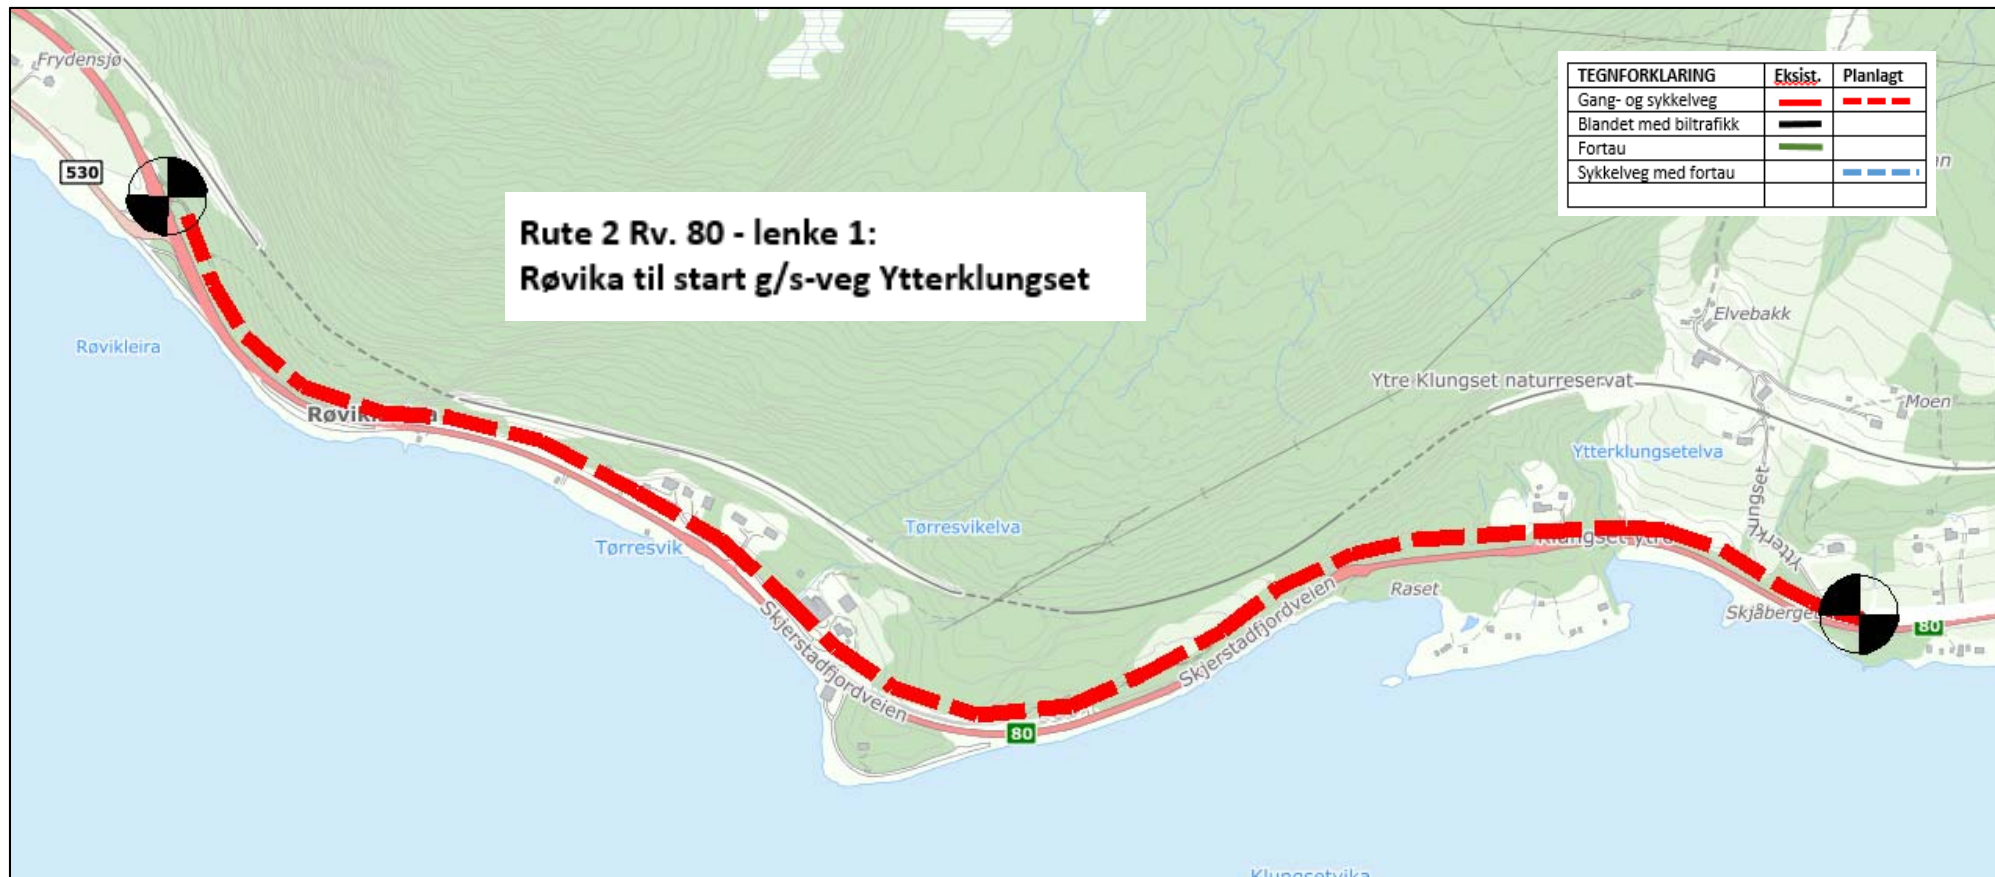 Frydensjø
530
Rute 2 Rv. 80 - lenke 1:
Røvika til start g/s-veg Ytterklungset
TEGNFORKLARING Eksist. Planlagt
Gang- og sykkelveg
Blandet med biltrafikk
Fortau
Sykkelveg med fortau
Røvikleira
Elvebakk
Ytre Klungset naturreservat
Moen
Ytterklungsetelva
Tørresvikelva
Tørresvik
Skjerstadfjordveien
Skjerstadfjordveien
Raset
Skjåberget
80
80